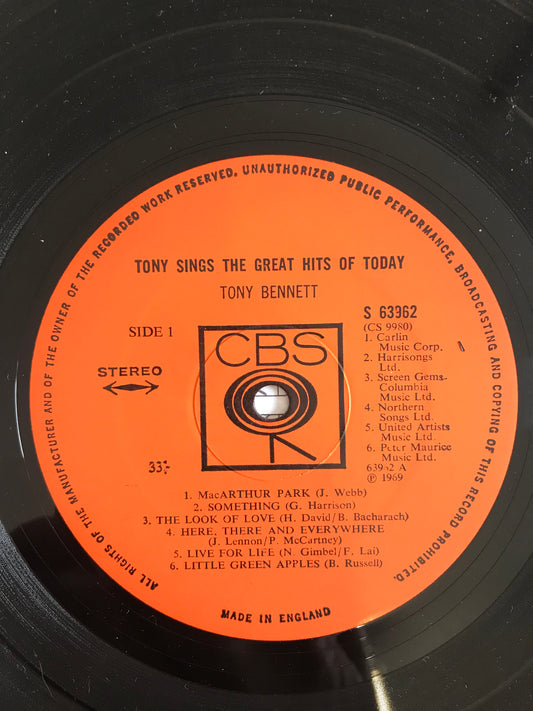 ALL RIGHTS OF THE MANUFACTURER AND OF THE OWNER OF THE RECORDED WORK RESERVED. UNAUTHORIZED PUBLIC PERFORMANCE, BROADCASTING AND COPYING OF THIS RECORD PROHIBITED.
TONY SINGS THE GREAT HITS OF TODAY
TONY BENNETT
S 63962
(CS 9980)
SIDE 1
STEREO
CBS
1. Carlin
Music Corp.
2. Harrisongs
Ltd.
3. Screen Gems-
Columbia
Music Ltd.
4. Northern
Songs Ltd.
5. United Artists
Music Ltd.
6. Peter Maurice
Music Ltd.
63962 A
℗ 1969
33
1. MacARTHUR PARK (J. Webb)
2. SOMETHING (G. Harrison)
3. THE LOOK OF LOVE (H. David/B. Bacharach)
4. HERE, THERE AND EVERYWHERE
(J. Lennon/P. McCartney)
5. LIVE FOR LIFE (N. Gimbel/F. Lai)
6. LITTLE GREEN APPLES (B. Russell)
MADE IN ENGLAND